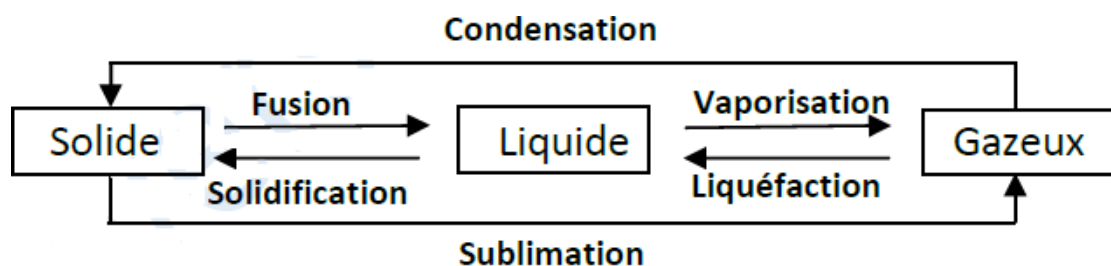 Condensation
Fusion
Vaporisation
Solide
Liquide
Gazeux
Solidification
Liquéfaction
Sublimation